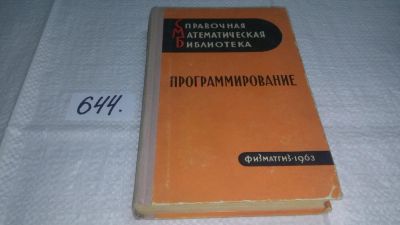 644.
СПРАВОЧНАЯ
МАТЕМАТИЧЕСКАЯ
БИБЛИОТЕКА
ПРОГРАММИРОВАНИЕ
ФИЗМАТГИЗ·1963